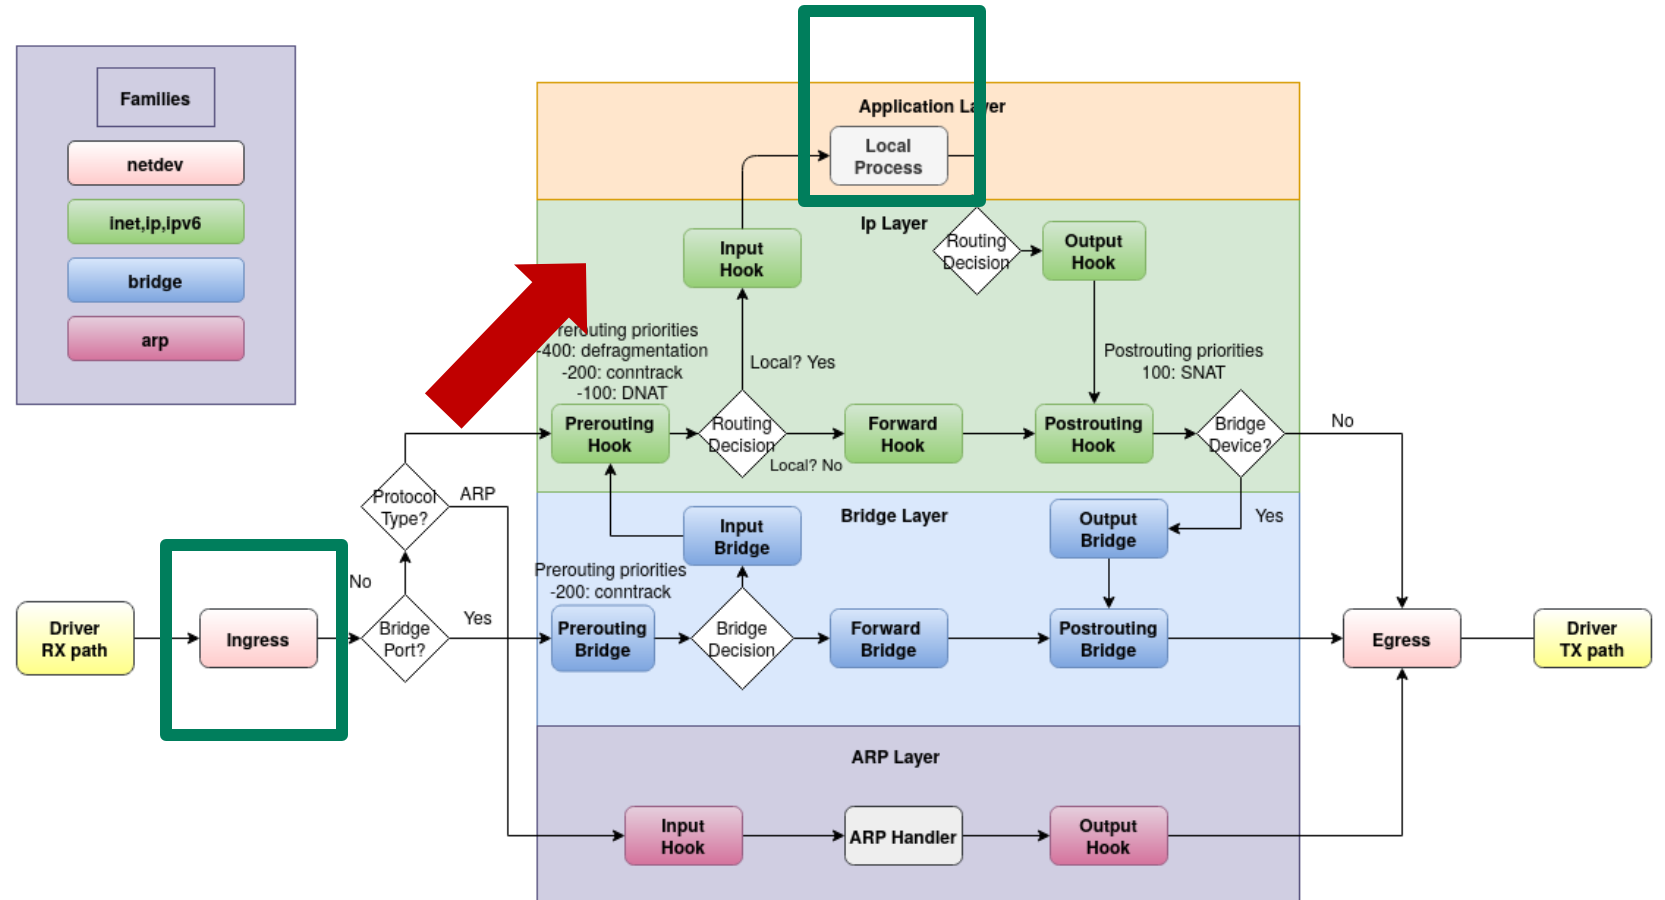 Families
netdev
inet,ip,ipv6
bridge
arp
Application Layer
Local
Process
Ip Layer
Input
Hook
Routing
Decision
Output
Hook
rerouting priorities
-400: defragmentation
-200: conntrack
-100: DNAT
Local? Yes
Postrouting priorities
100: SNAT
Prerouting
Hook
Routing
Decision
Local? No
Forward
Hook
Postrouting
Hook
Bridge
Device?
No
Protocol
Type?
ARP
Bridge Layer
Input
Bridge
Output
Bridge
Yes
Prerouting priorities
-200: conntrack
No
Driver
RX path
Ingress
Bridge
Port?
Yes
Prerouting
Bridge
Bridge
Decision
Forward
Bridge
Postrouting
Bridge
Egress
Driver
TX path
ARP Layer
Input
Hook
ARP Handler
Output
Hook